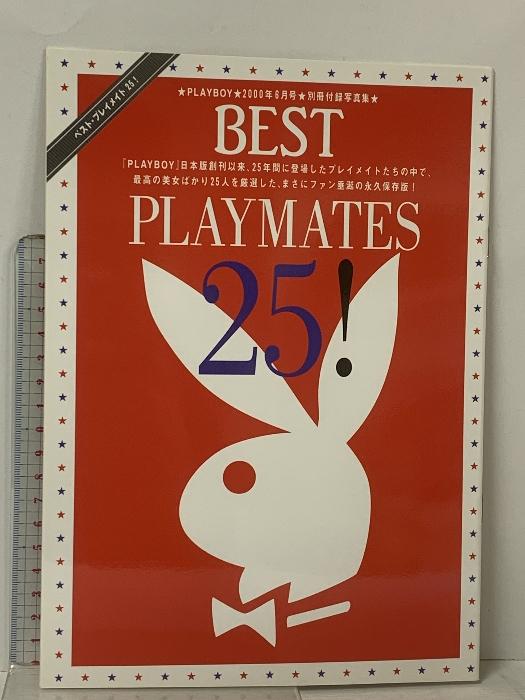 ベスト・プレイメイト25！
★PLAYBOY★2000年6月号★別冊付録写真集★
BEST
『PLAYBOY』日本版創刊以来、25年間に登場したプレイメイトたちの中で、
最高の美女ばかり25人を厳選した、まさにファン垂涎の永久保存版！
PLAYMATES
25!